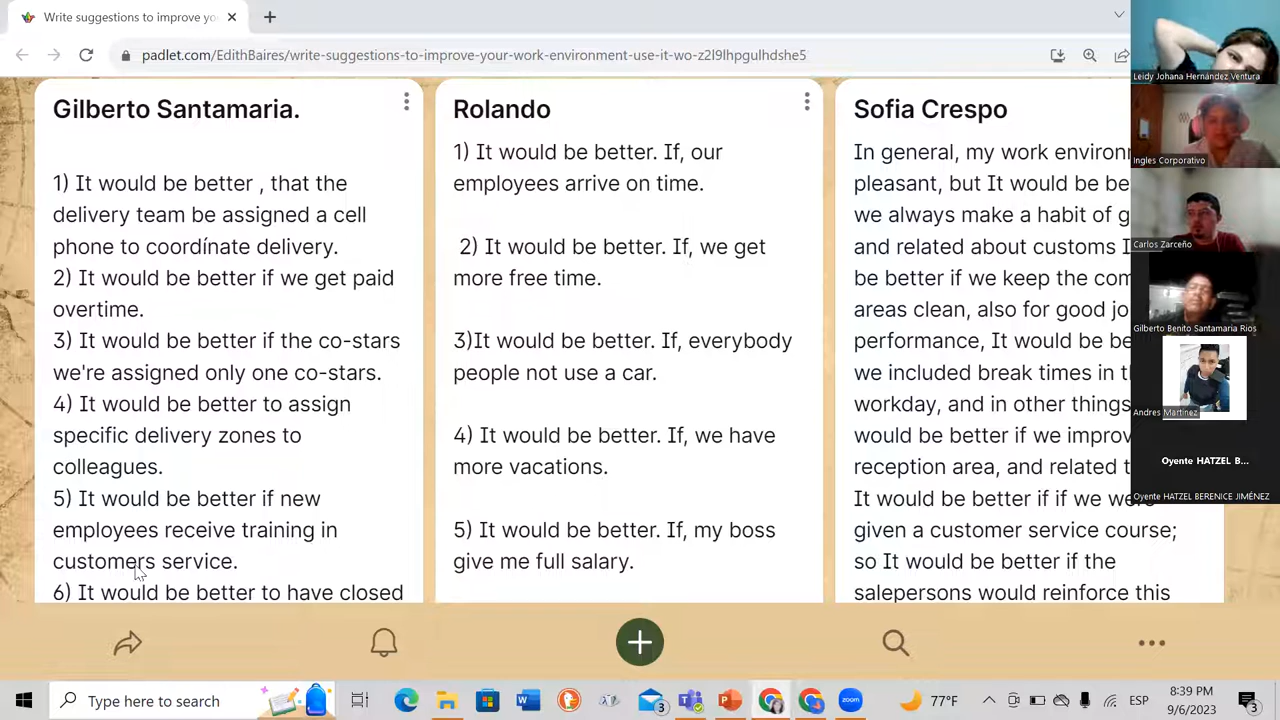 Write suggestions to improve yo
padlet.com/EdithBaires/write-suggestions-to-improve-your-work-environment-use-it-wo-z2l9lhpgulhdshe5
Gilberto Santamaria.
1) It would be better , that the
delivery team be assigned a cell
phone to coordínate delivery.
2) It would be better if we get paid
overtime.
3) It would be better if the co-stars
we're assigned only one co-stars.
4) It would be better to assign
specific delivery zones to
colleagues.
5) It would be better if new
employees receive training in
customers service.
6) It would be better to have closed
Rolando
1) It would be better. If, our
employees arrive on time.
2) It would be better. If, we get
more free time.
3)It would be better. If, everybody
people not use a car.
4) It would be better. If, we have
more vacations.
5) It would be better. If, my boss
give me full salary.
Sofia Crespo
In general, my work environ
pleasant, but It would be be
we always make a habit of g
and related about customs I
be better if we keep the com
areas clean, also for good jo
performance, It would be be
we included break times in t
workday, and in other things
would be better if we improv
reception area, and related t
It would be better if if we we
given a customer service course;
so It would be better if the
salepersons would reinforce this
Leidy Johana Hernández Ventura
Ingles Corporativo
Carlos Zarceño
Gilberto Benito Santamaria Rios
Andres Martinez
Oyente HATZEL B...
Oyente HATZEL BERENICE JIMÉNEZ
Type here to search
3
77°F
ESP
8:39 PM
9/6/2023
3